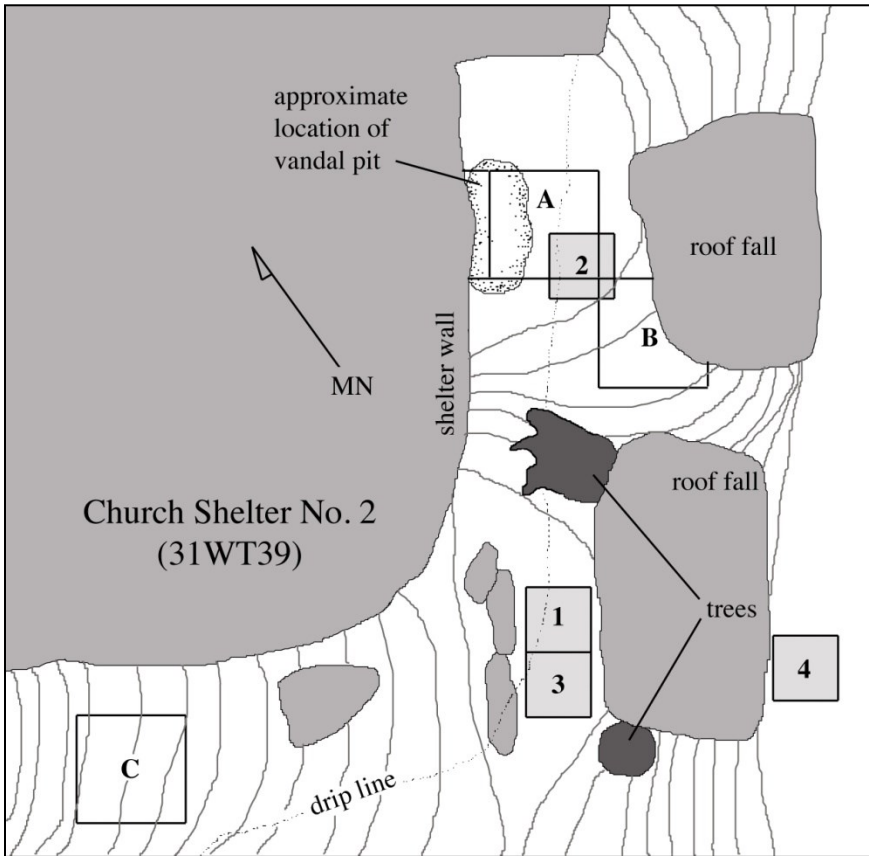 approximate
location of
vandal pit
A
2
roof fall
B
MN
shelter wall
roof fall
Church Shelter No. 2
(31WT39)
trees
1
3
4
C
drip line